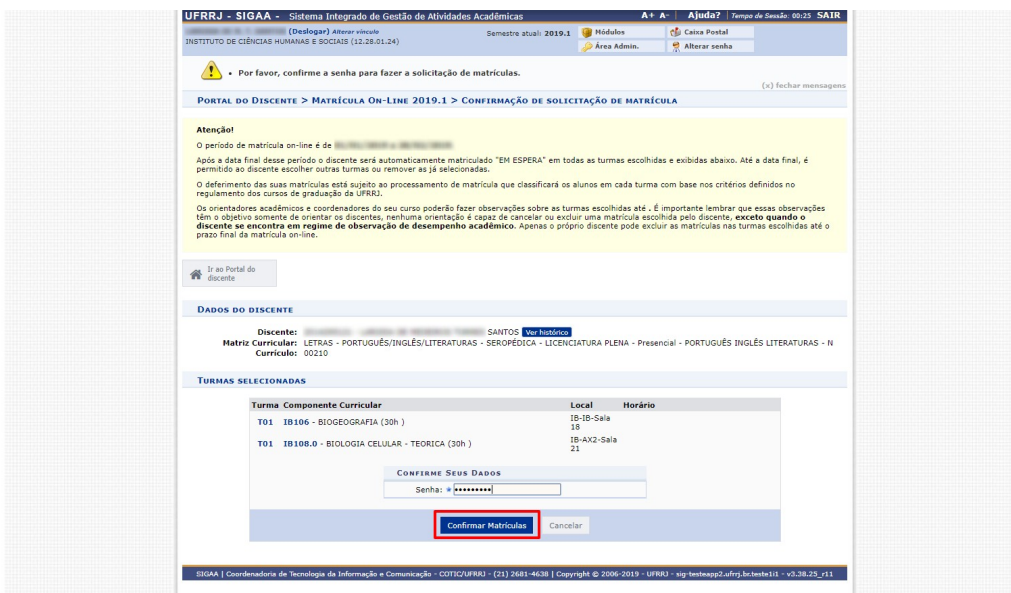 UFRRJ - SIGAA - Sistema Integrado de Gestão de Atividades Acadêmicas A+ A- Ajuda? Tempo de Sessão: 00:25 SAIR
(Deslogar) Alterar vínculo Semestre atual: 2019.1 Módulos Caixa Postal
INSTITUTO DE CIÊNCIAS HUMANAS E SOCIAIS (12.28.01.24) Área Admin. Alterar senha
• Por favor, confirme a senha para fazer a solicitação de matrículas.
(x) fechar mensagens
PORTAL DO DISCENTE > MATRÍCULA ON-LINE 2019.1 > CONFIRMAÇÃO DE SOLICITAÇÃO DE MATRÍCULA
Atenção!
O período de matrícula on-line é de
Após a data final desse período o discente será automaticamente matriculado "EM ESPERA" em todas as turmas escolhidas e exibidas abaixo. Até a data final, é
permitido ao discente escolher outras turmas ou remover as já selecionadas.
O deferimento das suas matrículas está sujeito ao processamento de matrícula que classificará os alunos em cada turma com base nos critérios definidos no
regulamento dos cursos de graduação da UFRRJ.
Os orientadores acadêmicos e coordenadores do seu curso poderão fazer observações sobre as turmas escolhidas até . É importante lembrar que essas observações
têm o objetivo somente de orientar os discentes, nenhuma orientação é capaz de cancelar ou excluir uma matrícula escolhida pelo discente, exceto quando o
discente se encontra em regime de observação de desempenho acadêmico. Apenas o próprio discente pode excluir as matrículas nas turmas escolhidas até o
prazo final da matrícula on-line.
Ir ao Portal do
discente
DADOS DO DISCENTE
Discente: SANTOS Ver histórico
Matriz Curricular: LETRAS - PORTUGUÊS/INGLÊS/LITERATURAS - SEROPÉDICA - LICENCIATURA PLENA - Presencial - PORTUGUÊS INGLÊS LITERATURAS - N
Currículo: 00210
TURMAS SELECIONADAS
Turma Componente Curricular Local Horário
T01 IB106 - BIOGEOGRAFIA (30h ) IB-IB-Sala
18
T01 IB108.0 - BIOLOGIA CELULAR - TEORICA (30h ) IB-AX2-Sala
21
CONFIRME SEUS DADOS
Senha: •••••••••
Confirmar Matrículas Cancelar
SIGAA | Coordenadoria de Tecnologia da Informação e Comunicação - COTIC/UFRRJ - (21) 2681-4638 | Copyright © 2006-2019 - UFRRJ - sig-testeapp2.ufrrj.br.teste1i1 - v3.38.25_r11